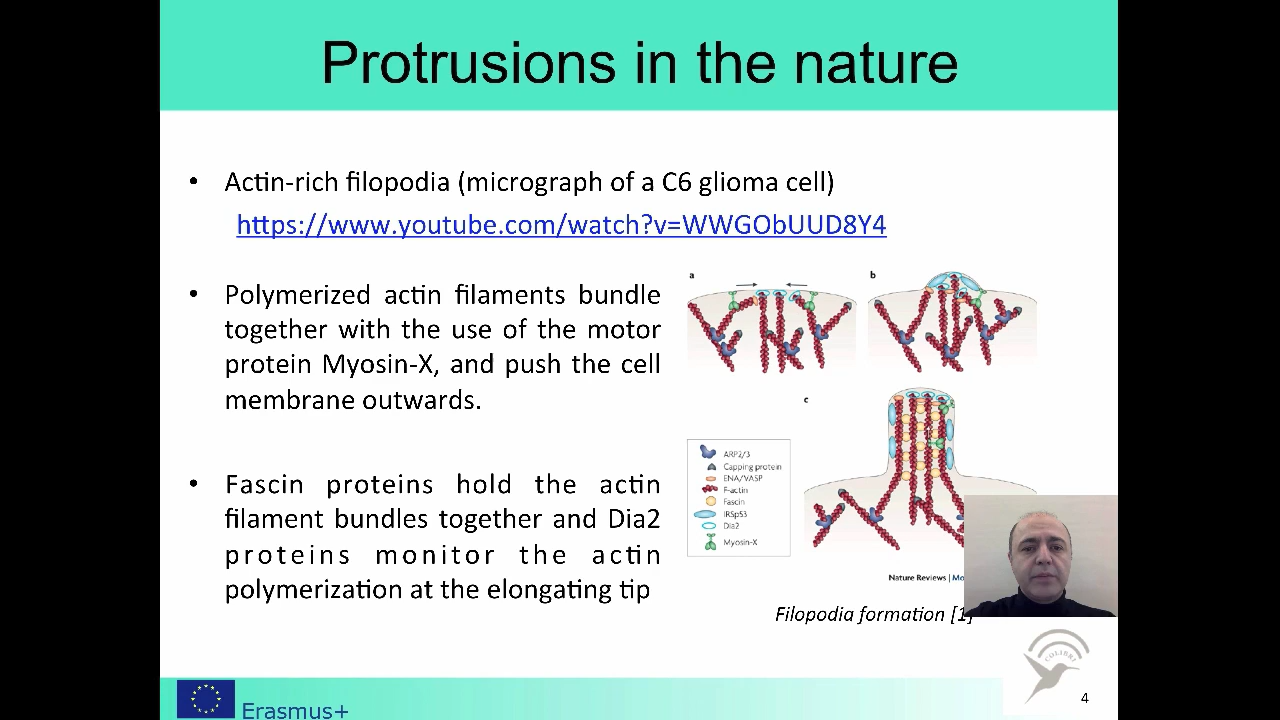 Protrusions in the nature
• Actin-rich filopodia (micrograph of a C6 glioma cell)
https://www.youtube.com/watch?v=WWGObUUD8Y4
• Polymerized actin filaments bundle
together with the use of the motor
protein Myosin-X, and push the cell
membrane outwards.
• Fascin proteins hold the actin
filament bundles together and Dia2
proteins monitor the actin
polymerization at the elongating tip
a
b
c
ARP2/3
Capping protein
ENA/VASP
F-actin
Fascin
IRSp53
Dia2
Myosin-X
Nature Reviews | Mo
Filopodia formation [1]
COLIBRI
Erasmus+
4